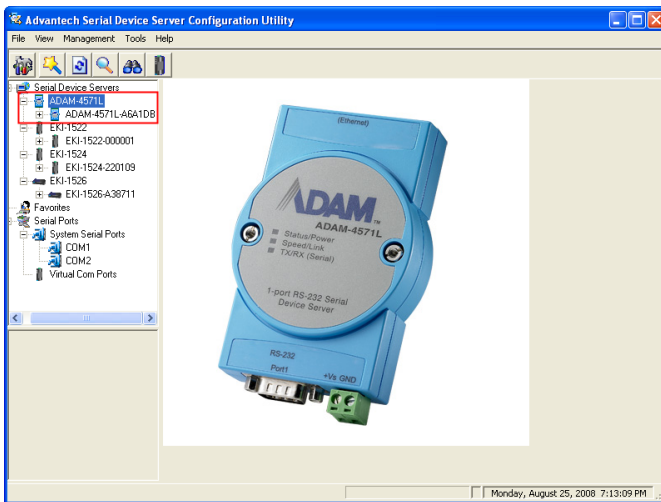 Advantech Serial Device Server Configuration Utility
File View Management Tools Help
Serial Device Servers
ADAM-4571L
ADAM-4571L-A6A1DB
EKI-1522
EKI-1522-000001
EKI-1524
EKI-1524-220109
EKI-1526
EKI-1526-A38711
Favorites
Serial Ports
System Serial Ports
COM1
COM2
Virtual Com Ports
(Ethernet)
ADAM™
ADAM-4571L
Status/Power
Speed/Link
TX/RX (Serial)
1-port RS-232 Serial
Device Server
RS-232
Port1
+Vs GND
Monday, August 25, 2008 7:13:09 PM